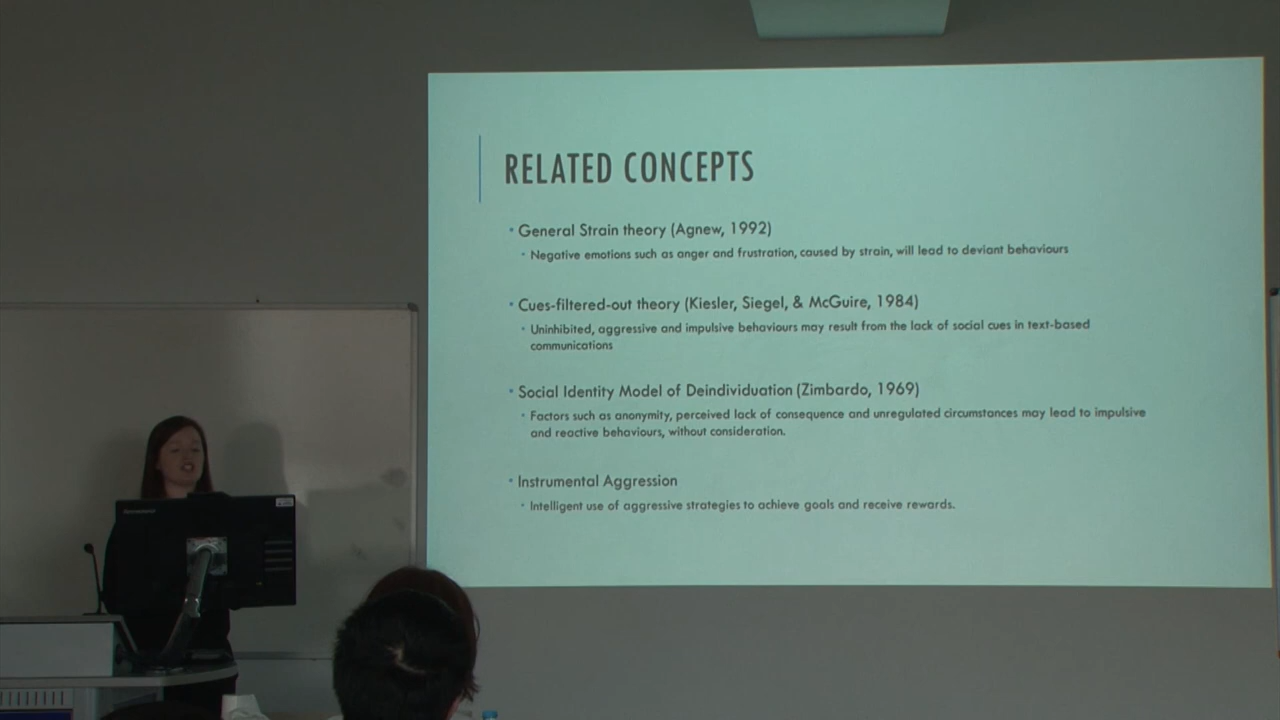 RELATED CONCEPTS
• General Strain theory (Agnew, 1992)
• Negative emotions such as anger and frustration, caused by strain, will lead to deviant behaviours
• Cues-filtered-out theory (Kiesler, Siegel, & McGuire, 1984)
• Uninhibited, aggressive and impulsive behaviours may result from the lack of social cues in text-based
communications
• Social Identity Model of Deindividuation (Zimbardo, 1969)
• Factors such as anonymity, perceived lack of consequence and unregulated circumstances may lead to impulsive
and reactive behaviours, without consideration.
• Instrumental Aggression
• Intelligent use of aggressive strategies to achieve goals and receive rewards.